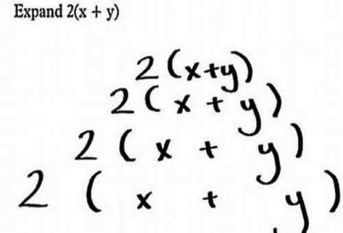 Expand 2(x + y)
2(x+y)
2(x + y)
2 ( x + y)
2 ( x + y )